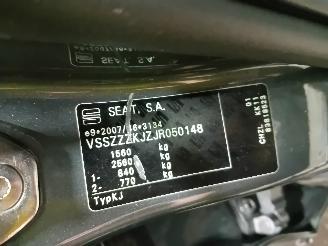 SEAT, S.A.
e9*2007/46*3134
VSSZZZKJZJR050148
1560 kg
2560 kg
1- 840 kg
2- 770 kg
TypKJ
01
CHZL KK11